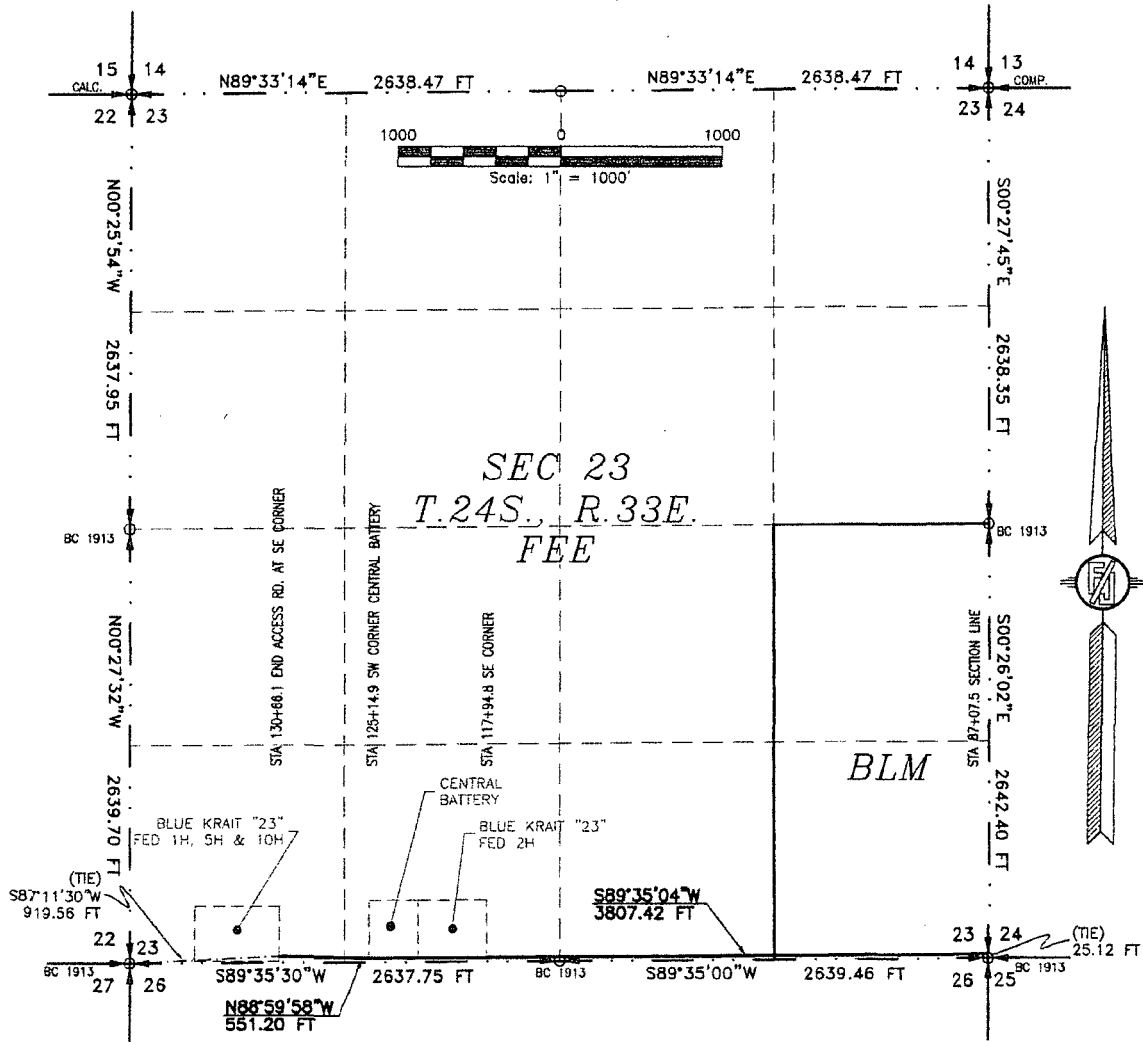 15 14
CALC.
22 23
N89°33'14"E 2638.47 FT
N89°33'14"E 2638.47 FT
14 13
COMP.
23 24
1000 0 1000
Scale: 1" = 1000'
N00°25'54"W 2637.95 FT
S00°27'45"E 2638.35 FT
SEC 23
T.24S., R.33E.
FEE
BC 1913
BC 1913
N00°27'32"W 2639.70 FT
STA 130+66.1 END ACCESS RD. AT SE CORNER
STA 125+14.9 SW CORNER CENTRAL BATTERY
STA 117+94.8 SE CORNER
STA 87+07.5 SECTION LINE
S00°26'02"E 2642.40 FT
BLM
CENTRAL
BATTERY
BLUE KRAIT "23"
FED 1H, 5H & 10H
BLUE KRAIT "23"
FED 2H
(TIE)
S87°11'30"W
919.56 FT
S89°35'04"W
3807.42 FT
(TIE)
25.12 FT
22 23
BC 1913
27 26
S89°35'30"W 2637.75 FT
BC 1913
S89°35'00"W 2639.46 FT
23 24
BC 1913
26 25
N88°59'58"W
551.20 FT